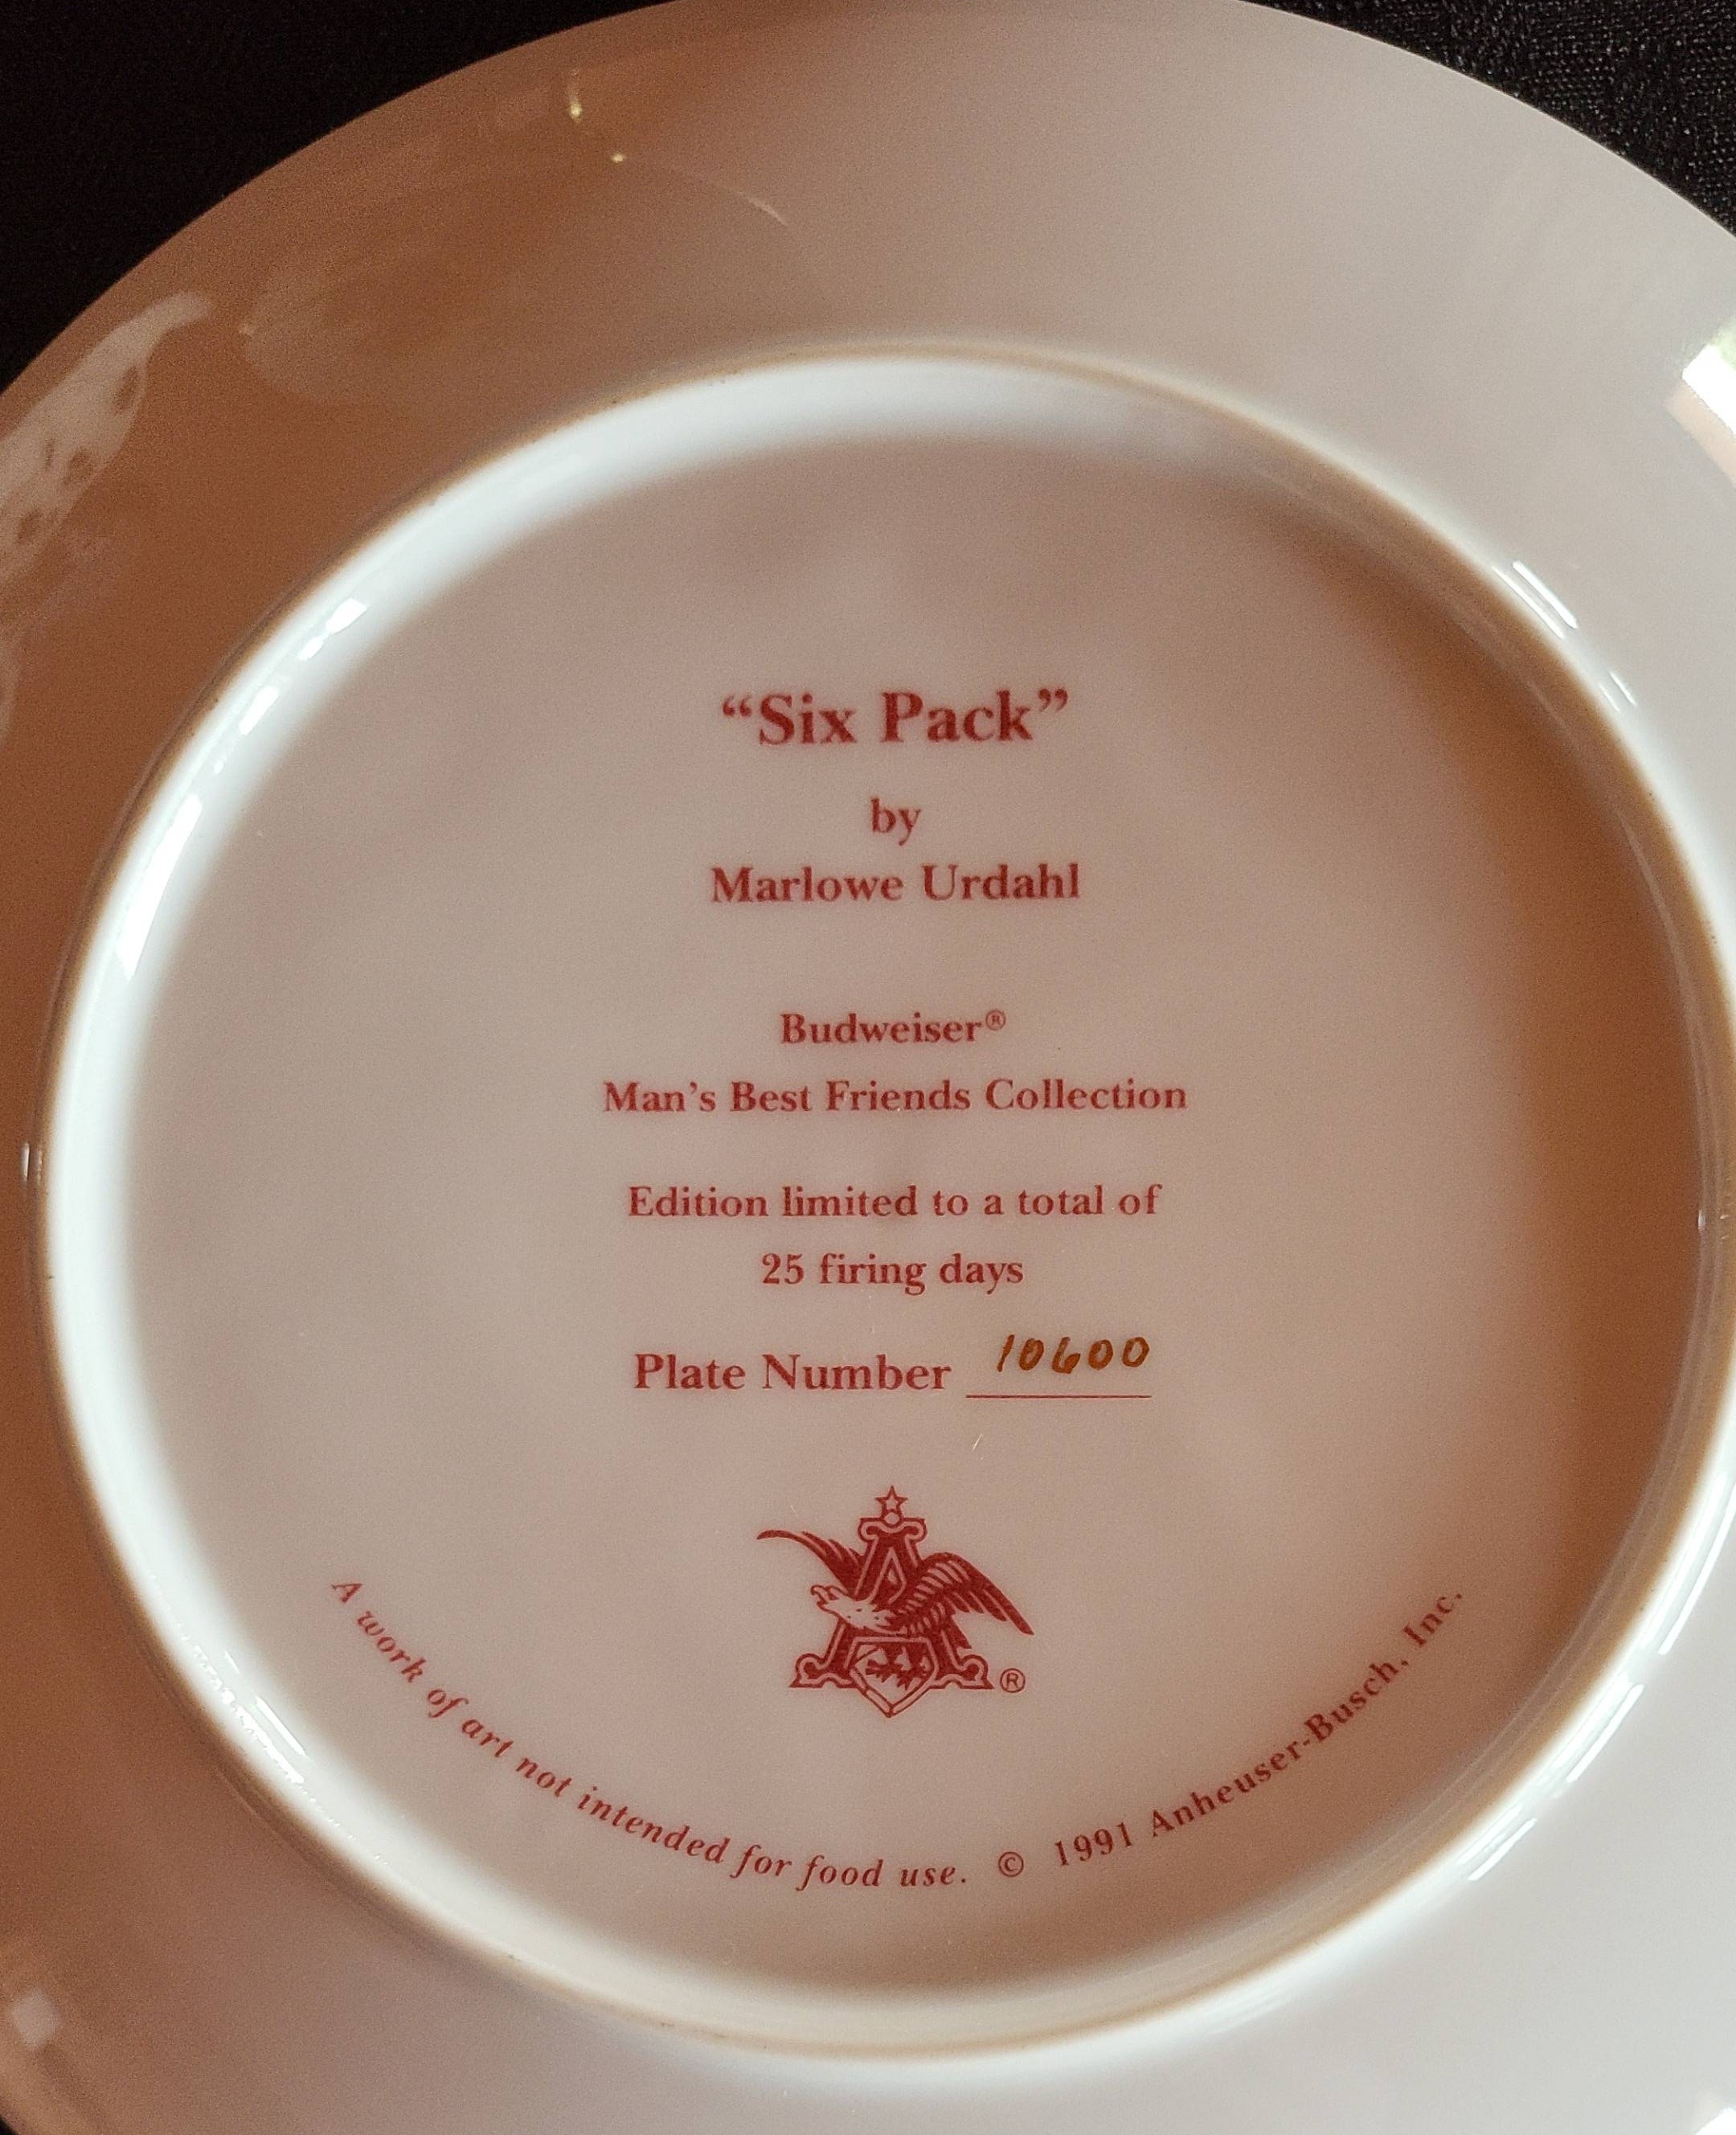 “Six Pack”
by
Marlowe Urdahl
Budweiser®
Man’s Best Friends Collection
Edition limited to a total of
25 firing days
Plate Number 10600
A
®
A work of art not intended for food use. © 1991 Anheuser-Busch, Inc.